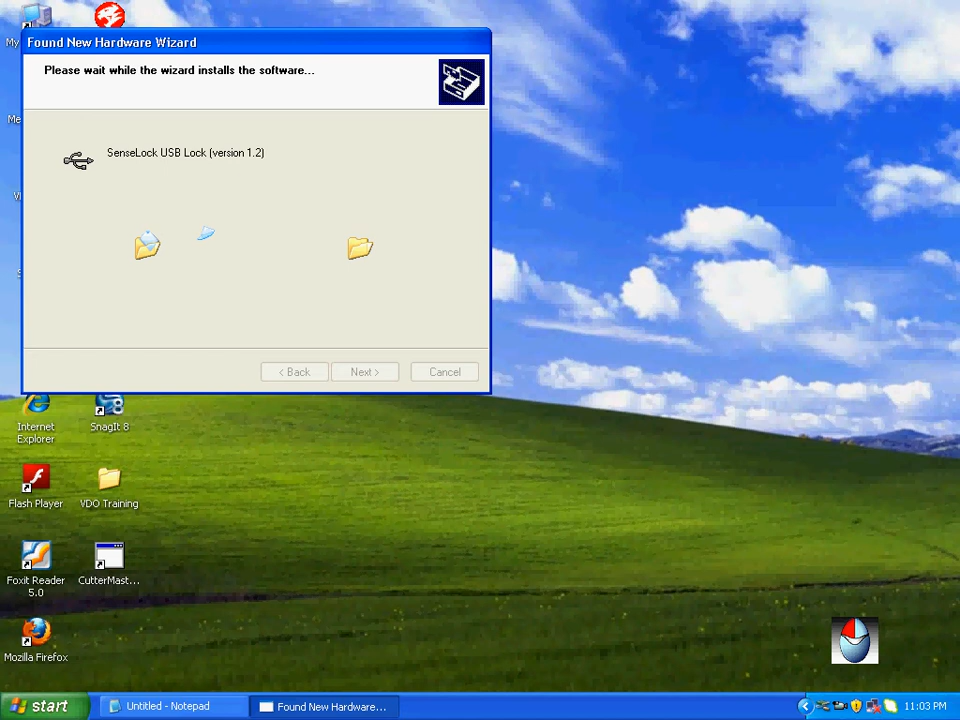 My
Found New Hardware Wizard
Please wait while the wizard installs the software...
Me
SenseLock USB Lock (version 1.2)
< Back
Next >
Cancel
Internet
Explorer
SnagIt 8
Flash Player
VDO Training
Foxit Reader
5.0
CutterMast...
Mozilla Firefox
start
Untitled - Notepad
Found New Hardware...
11:03 PM